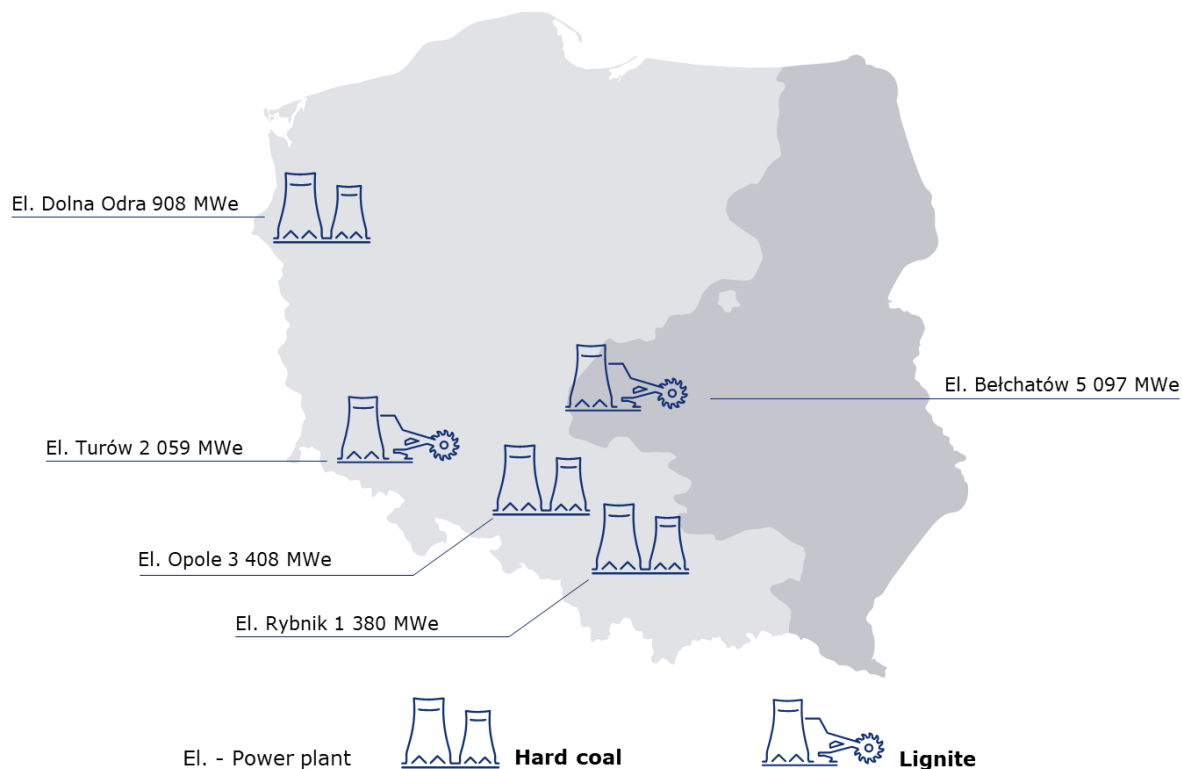 El. Dolna Odra 908 MWe
El. Bełchatów 5 097 MWe
El. Turów 2 059 MWe
El. Opole 3 408 MWe
El. Rybnik 1 380 MWe
El. - Power plant
Hard coal
Lignite